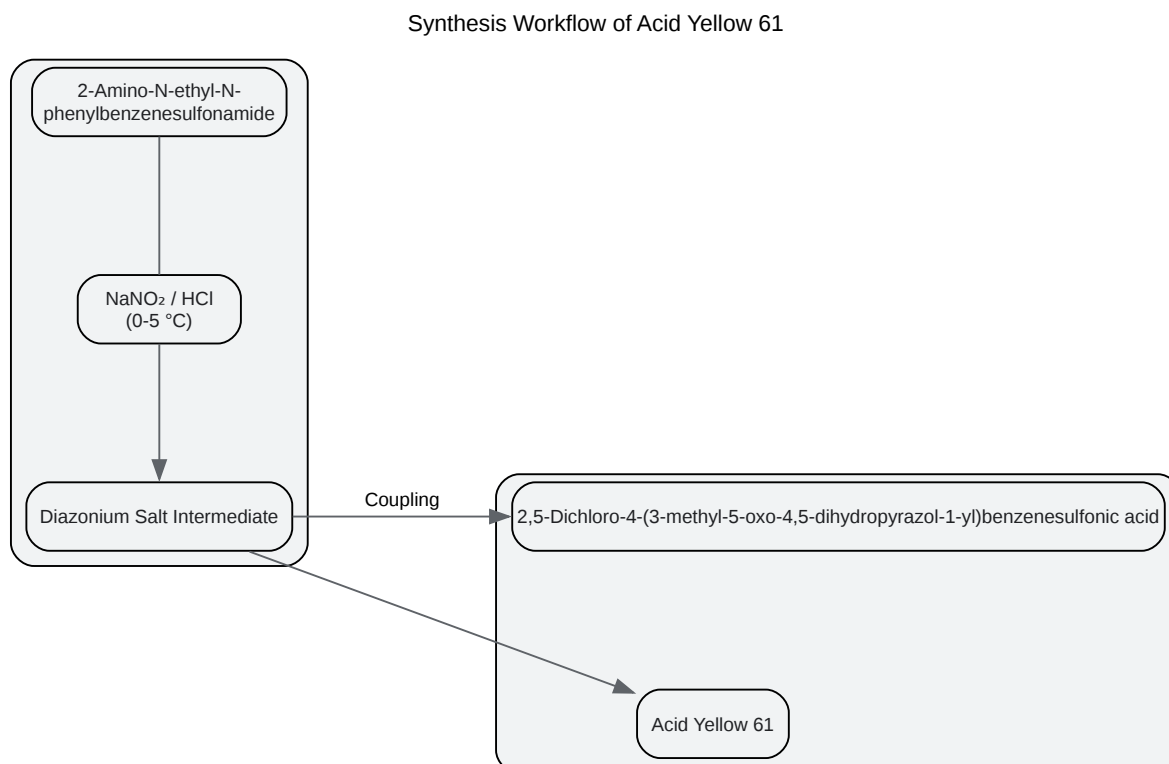 Synthesis Workflow of Acid Yellow 61
2-Amino-N-ethyl-N-
phenylbenzenesulfonamide
NaNO₂ / HCl
(0-5 °C)
Diazonium Salt Intermediate
Coupling
2,5-Dichloro-4-(3-methyl-5-oxo-4,5-dihydropyrazol-1-yl)benzenesulfonic acid
Acid Yellow 61